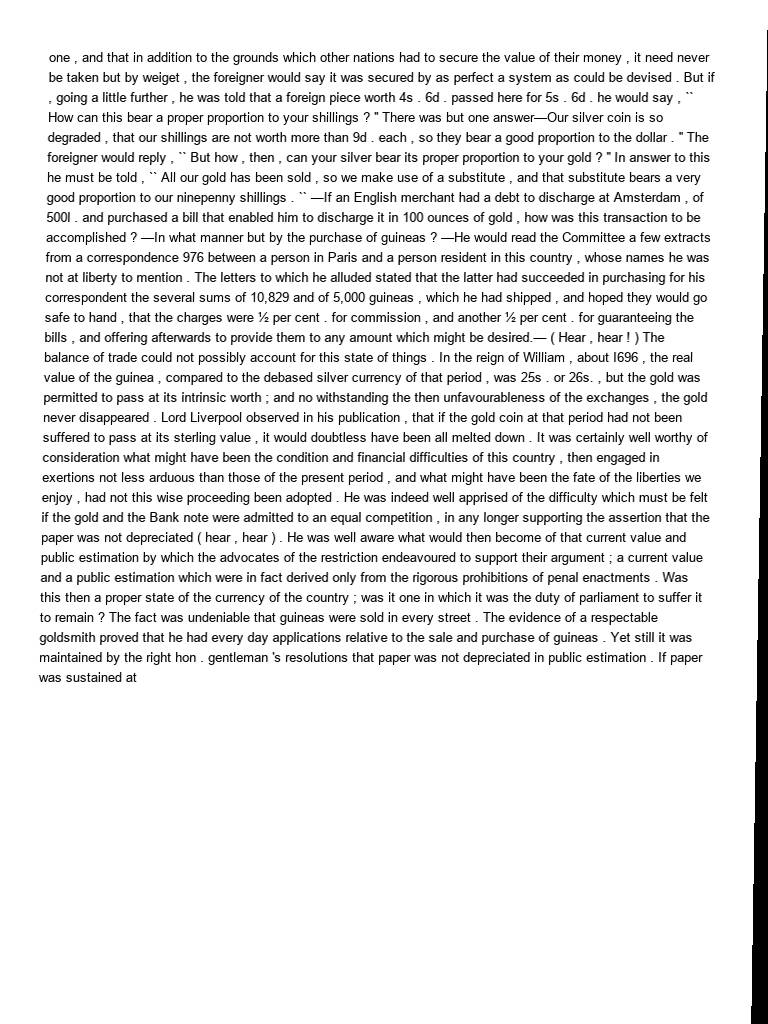 one , and that in addition to the grounds which other nations had to secure the value of their money , it need never
be taken but by weiget , the foreigner would say it was secured by as perfect a system as could be devised . But if
, going a little further , he was told that a foreign piece worth 4s . 6d . passed here for 5s . 6d . he would say , ``
How can this bear a proper proportion to your shillings ? " There was but one answer—Our silver coin is so
degraded , that our shillings are not worth more than 9d . each , so they bear a good proportion to the dollar . " The
foreigner would reply , `` But how , then , can your silver bear its proper proportion to your gold ? " In answer to this
he must be told , `` All our gold has been sold , so we make use of a substitute , and that substitute bears a very
good proportion to our ninepenny shillings . `` —If an English merchant had a debt to discharge at Amsterdam , of
500l . and purchased a bill that enabled him to discharge it in 100 ounces of gold , how was this transaction to be
accomplished ? —In what manner but by the purchase of guineas ? —He would read the Committee a few extracts
from a correspondence 976 between a person in Paris and a person resident in this country , whose names he was
not at liberty to mention . The letters to which he alluded stated that the latter had succeeded in purchasing for his
correspondent the several sums of 10,829 and of 5,000 guineas , which he had shipped , and hoped they would go
safe to hand , that the charges were ½ per cent . for commission , and another ½ per cent . for guaranteeing the
bills , and offering afterwards to provide them to any amount which might be desired.— ( Hear , hear ! ) The
balance of trade could not possibly account for this state of things . In the reign of William , about I696 , the real
value of the guinea , compared to the debased silver currency of that period , was 25s . or 26s. , but the gold was
permitted to pass at its intrinsic worth ; and no withstanding the then unfavourableness of the exchanges , the gold
never disappeared . Lord Liverpool observed in his publication , that if the gold coin at that period had not been
suffered to pass at its sterling value , it would doubtless have been all melted down . It was certainly well worthy of
consideration what might have been the condition and financial difficulties of this country , then engaged in
exertions not less arduous than those of the present period , and what might have been the fate of the liberties we
enjoy , had not this wise proceeding been adopted . He was indeed well apprised of the difficulty which must be felt
if the gold and the Bank note were admitted to an equal competition , in any longer supporting the assertion that the
paper was not depreciated ( hear , hear ) . He was well aware what would then become of that current value and
public estimation by which the advocates of the restriction endeavoured to support their argument ; a current value
and a public estimation which were in fact derived only from the rigorous prohibitions of penal enactments . Was
this then a proper state of the currency of the country ; was it one in which it was the duty of parliament to suffer it
to remain ? The fact was undeniable that guineas were sold in every street . The evidence of a respectable
goldsmith proved that he had every day applications relative to the sale and purchase of guineas . Yet still it was
maintained by the right hon . gentleman 's resolutions that paper was not depreciated in public estimation . If paper
was sustained at